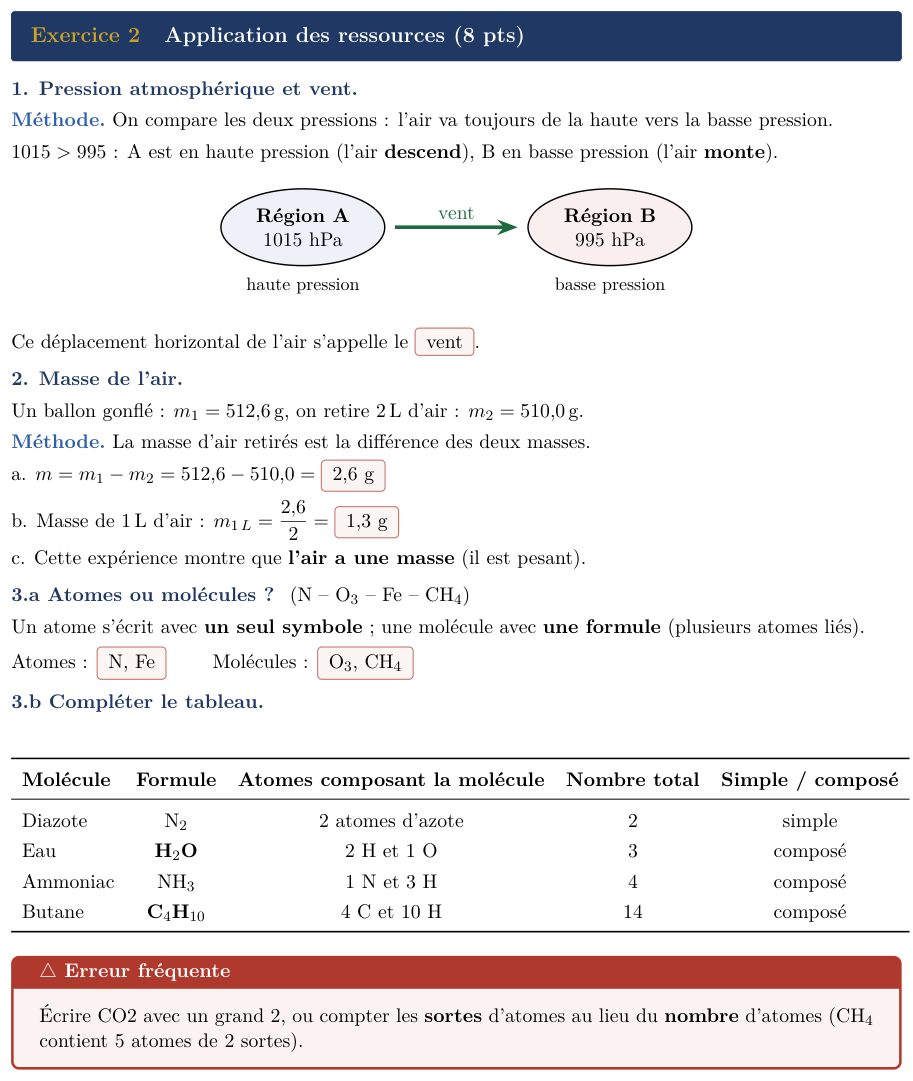 Exercice 2 Application des ressources (8 pts)
1. Pression atmosphérique et vent.
Méthode. On compare les deux pressions : l'air va toujours de la haute vers la basse pression.
1015 > 995 : A est en haute pression (l'air descend), B en basse pression (l'air monte).
Région A
1015 hPa
vent
Région B
995 hPa
haute pression
basse pression
Ce déplacement horizontal de l'air s'appelle le vent.
2. Masse de l'air.
Un ballon gonflé : m₁ = 512,6 g, on retire 2 L d'air : m₂ = 510,0 g.
Méthode. La masse d'air retirés est la différence des deux masses.
a. m = m₁ − m₂ = 512,6 − 510,0 = 2,6 g
b. Masse de 1 L d'air : m_{1 L} = 2,6/2 = 1,3 g
c. Cette expérience montre que l'air a une masse (il est pesant).
3.a Atomes ou molécules ? (N – O₃ – Fe – CH₄)
Un atome s'écrit avec un seul symbole ; une molécule avec une formule (plusieurs atomes liés).
Atomes : N, Fe Molécules : O₃, CH₄
3.b Compléter le tableau.
Molécule Formule Atomes composant la molécule Nombre total Simple / composé
Diazote N₂ 2 atomes d'azote 2 simple
Eau H₂O 2 H et 1 O 3 composé
Ammoniac NH₃ 1 N et 3 H 4 composé
Butane C₄H₁₀ 4 C et 10 H 14 composé
△ Erreur fréquente
Écrire CO2 avec un grand 2, ou compter les sortes d'atomes au lieu du nombre d'atomes (CH₄
contient 5 atomes de 2 sortes).